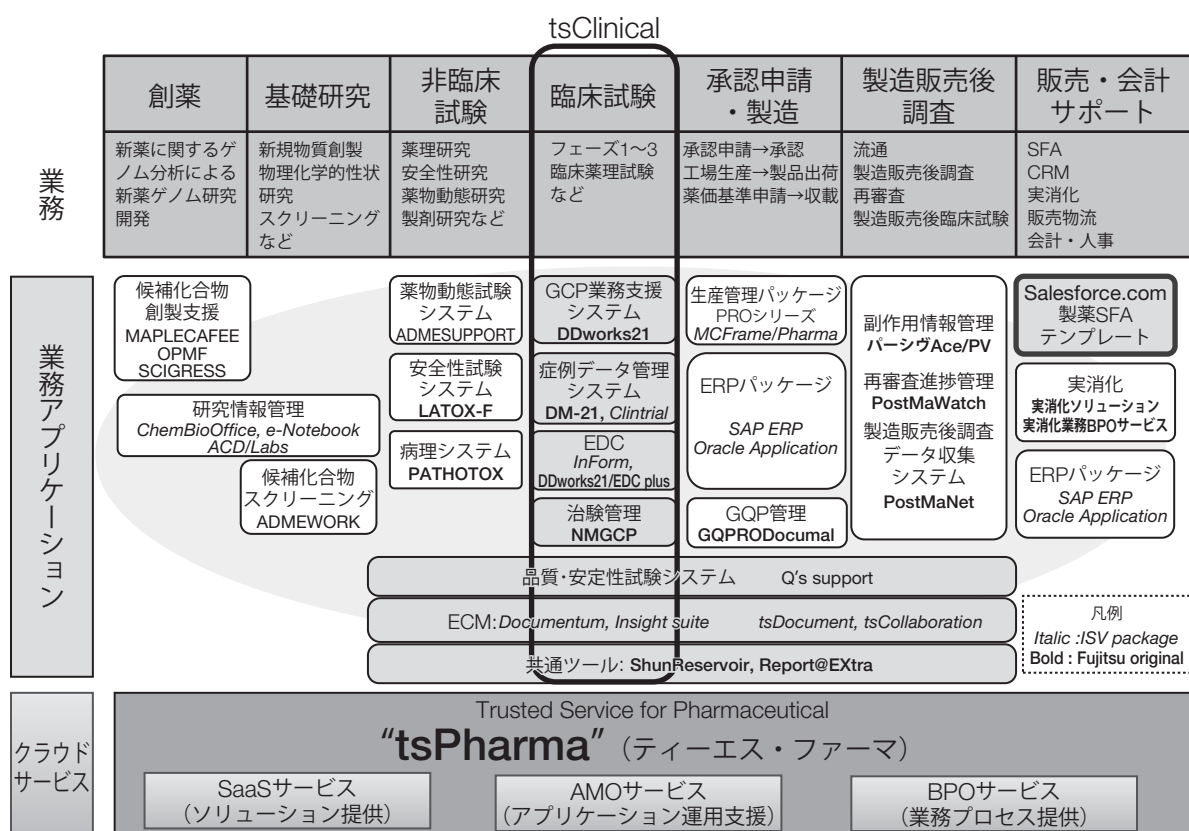 tsClinical
業務
創薬
新薬に関するゲ
ノム分析による
新薬ゲノム研究
開発
基礎研究
新規物質創製
物理化学的性状
研究
スクリーニング
など
非臨床
試験
薬理研究
安全性研究
薬物動態研究
製剤研究など
臨床試験
フェーズ1~3
臨床薬理試験
など
承認申請
・製造
承認申請→承認
工場生産→製品出荷
薬価基準申請→収載
製造販売後
調査
流通
製造販売後調査
再審査
製造販売後臨床試験
販売・会計
サポート
SFA
CRM
実消化
販売物流
会計・人事
業務アプリケーション
候補化合物
創製支援
MAPLECAFEE
OPMF
SCIGRESS
研究情報管理
ChemBioOffice, e-Notebook
ACD/Labs
候補化合物
スクリーニング
ADMEWORK
薬物動態試験
システム
ADMESUPPORT
安全性試験
システム
LATOX-F
病理システム
PATHOTOX
GCP業務支援
システム
DDworks21
症例データ管理
システム
DM-21, Clintrial
EDC
InForm,
DDworks21/EDC plus
治験管理
NMGCP
生産管理パッケージ
PROシリーズ
MCFrame/Pharma
ERPパッケージ
SAP ERP
Oracle Application
GQP管理
GQPRODocumal
副作用情報管理
パーシヴAce/PV
再審査進捗管理
PostMaWatch
製造販売後調査
データ収集
システム
PostMaNet
Salesforce.com
製薬SFA
テンプレート
実消化
実消化ソリューション
実消化業務BPOサービス
ERPパッケージ
SAP ERP
Oracle Application
品質・安定性試験システム Q's support
ECM:Documentum, Insight suite tsDocument, tsCollaboration
共通ツール: ShunReservoir, Report@EXtra
凡例
Italic :ISV package
Bold : Fujitsu original
クラウド
サービス
Trusted Service for Pharmaceutical
“tsPharma”（ティーエス・ファーマ）
SaaSサービス
（ソリューション提供）
AMOサービス
（アプリケーション運用支援）
BPOサービス
（業務プロセス提供）